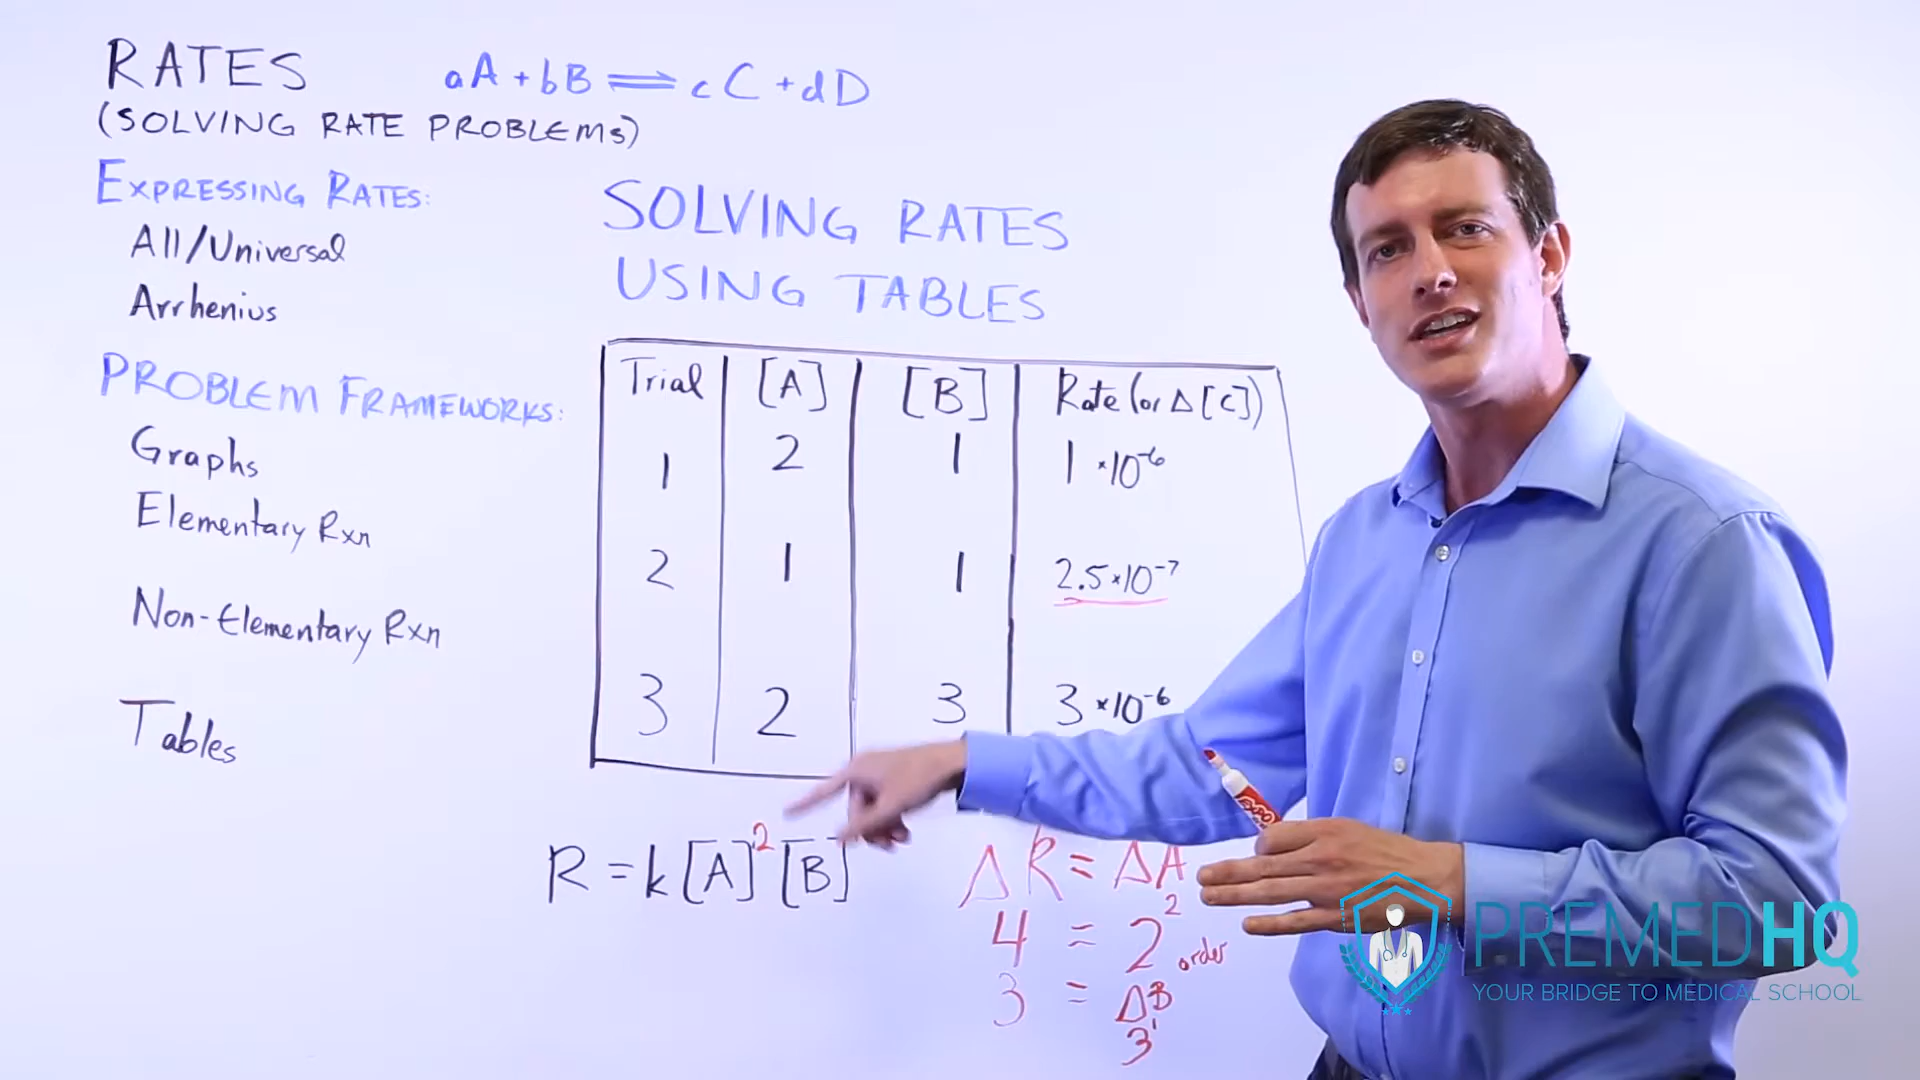 RATES
aA + bB ⇌ cC + dD
(SOLVING RATE PROBLEMS)
EXPRESSING RATES:
All/Universal
Arrhenius
PROBLEM FRAMEWORKS:
Graphs
Elementary Rxn
Non-Elementary Rxn
Tables
SOLVING RATES
USING TABLES
Trial [A] [B] Rate (or Δ[C])
1 2 1 1 × 10⁻⁶
2 1 1 2.5 × 10⁻⁷
3 2 3 3 × 10⁻⁶
R = k [A]² [B]
ΔR = ΔA
4 = 2² order
3 = ΔB
3¹
EXPO
PREMEDHQ
YOUR BRIDGE TO MEDICAL SCHOOL